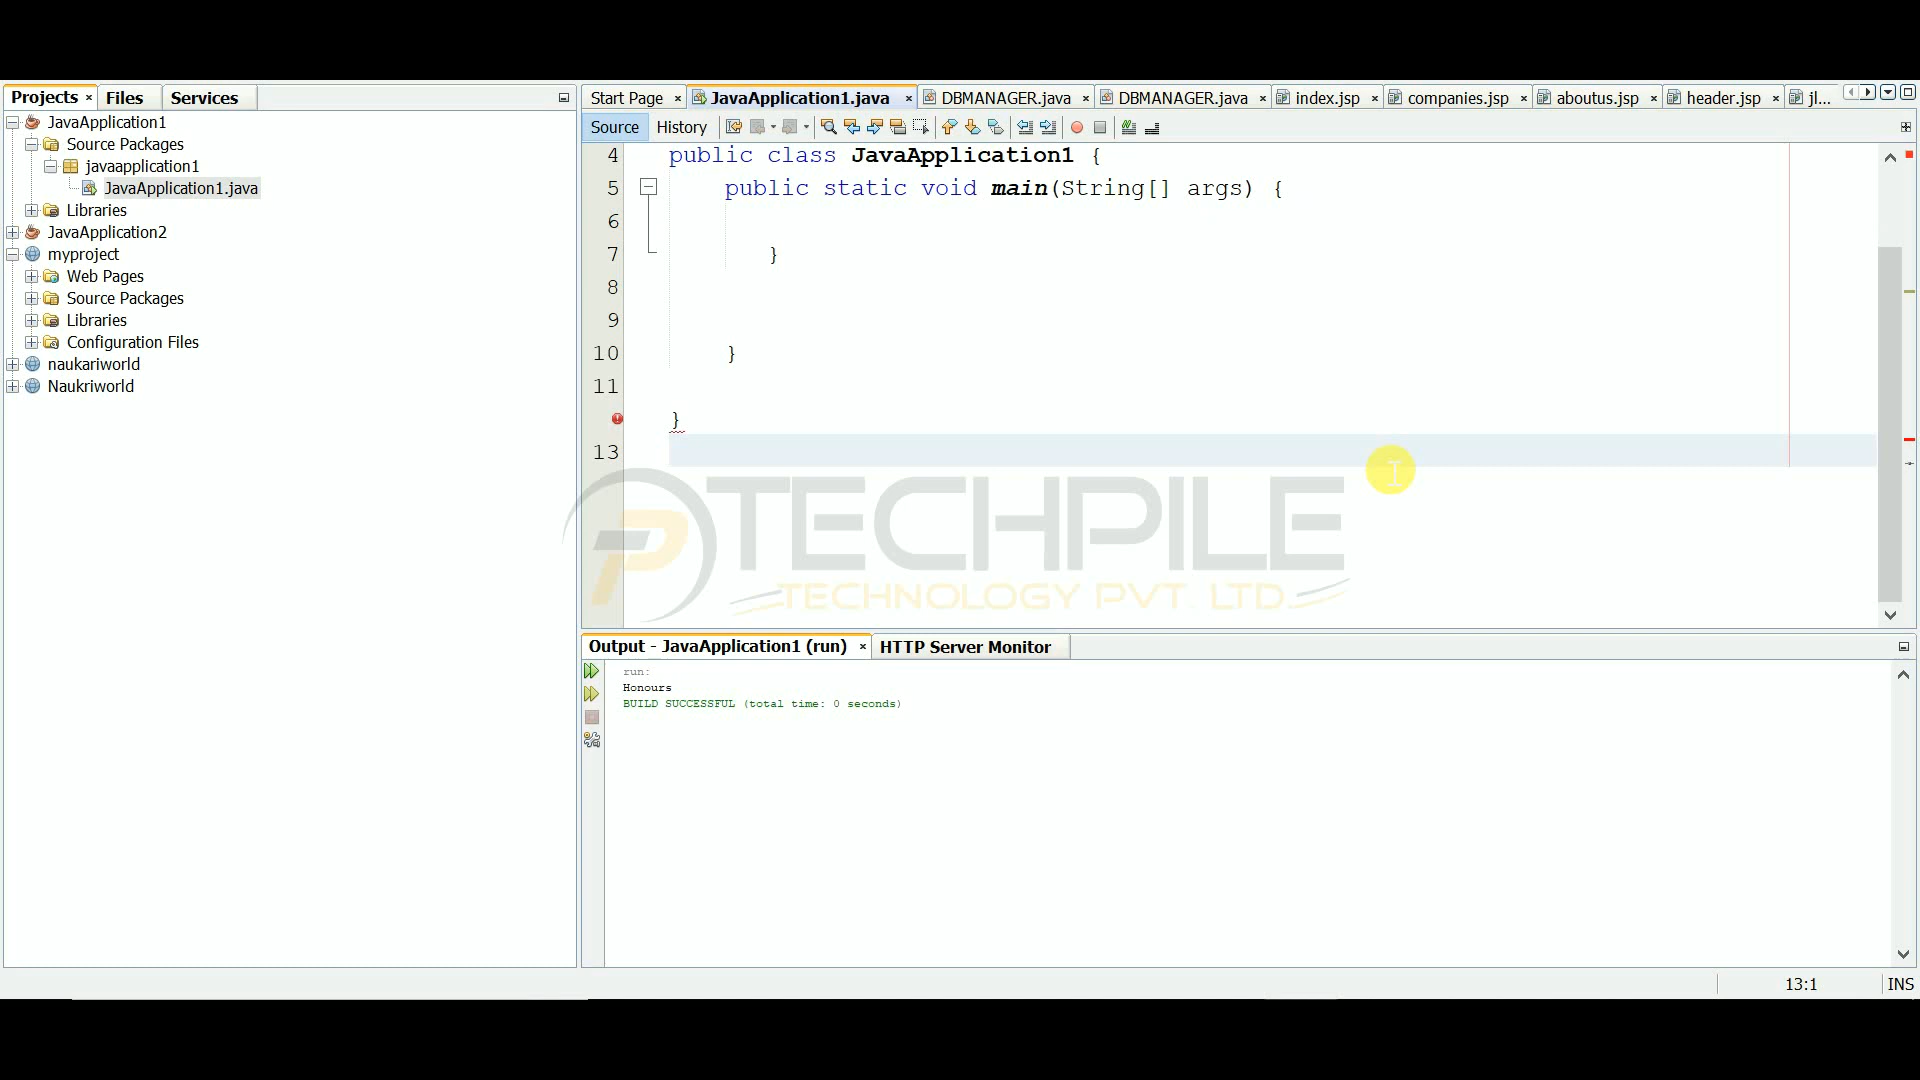 Projects Files Services
JavaApplication1
Source Packages
javaapplication1
JavaApplication1.java
Libraries
JavaApplication2
myproject
Web Pages
Source Packages
Libraries
Configuration Files
naukariworld
Naukriworld
Start Page JavaApplication1.java DBMANAGER.java DBMANAGER.java index.jsp companies.jsp aboutus.jsp header.jsp jl...
Source History
4 public class JavaApplication1 {
5 public static void main(String[] args) {
6
7 }
8
9
10 }
11
}
13
TECHPILE
TECHNOLOGY PVT. LTD.
Output - JavaApplication1 (run) HTTP Server Monitor
run:
Honours
BUILD SUCCESSFUL (total time: 0 seconds)
13:1 INS